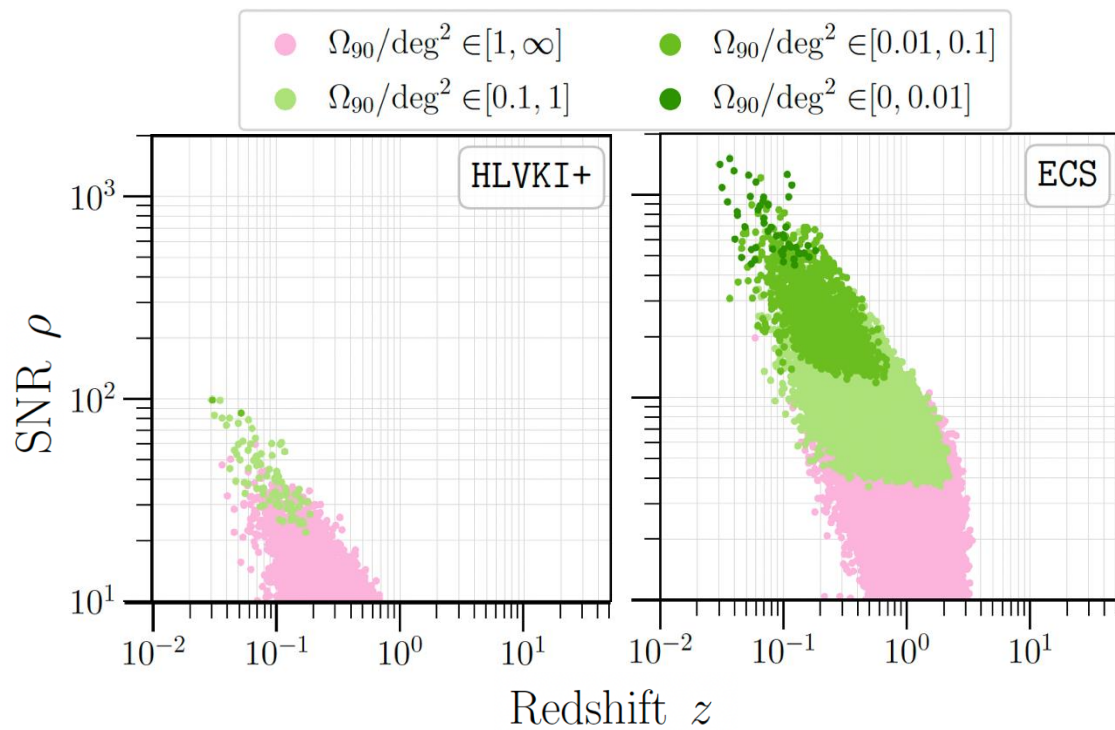 Ω₉₀/deg² ∈[1, ∞]
Ω₉₀/deg² ∈[0.01, 0.1]
Ω₉₀/deg² ∈[0.1, 1]
Ω₉₀/deg² ∈[0, 0.01]
HLVKI+
ECS
SNR ρ
10³
10²
10¹
10⁻² 10⁻¹ 10⁰ 10¹
10⁻² 10⁻¹ 10⁰ 10¹
Redshift z